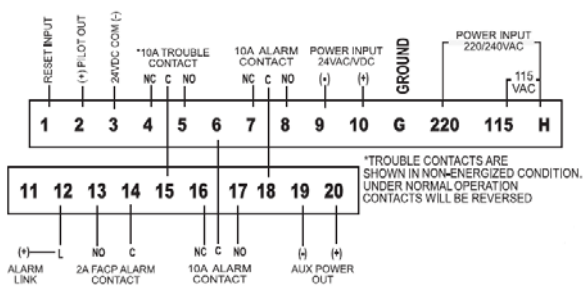 RESET INPUT
(+) PILOT OUT
24VDC COM (-)
*10A TROUBLE
CONTACT
NC C NO
10A ALARM
CONTACT
NC C NO
POWER INPUT
24VAC/VDC
(-) (+)
GROUND
POWER INPUT
220/240VAC
115
VAC
1 2 3 4 5 6 7 8 9 10 G 220 115 H
*TROUBLE CONTACTS ARE
SHOWN IN NON-ENERGIZED CONDITION.
UNDER NORMAL OPERATION
CONTACTS WILL BE REVERSED
11 12 13 14 15 16 17 18 19 20
(+) L
ALARM
LINK
NO C
2A FACP ALARM
CONTACT
NC C NO
10A ALARM
CONTACT
(-) (+)
AUX POWER
OUT